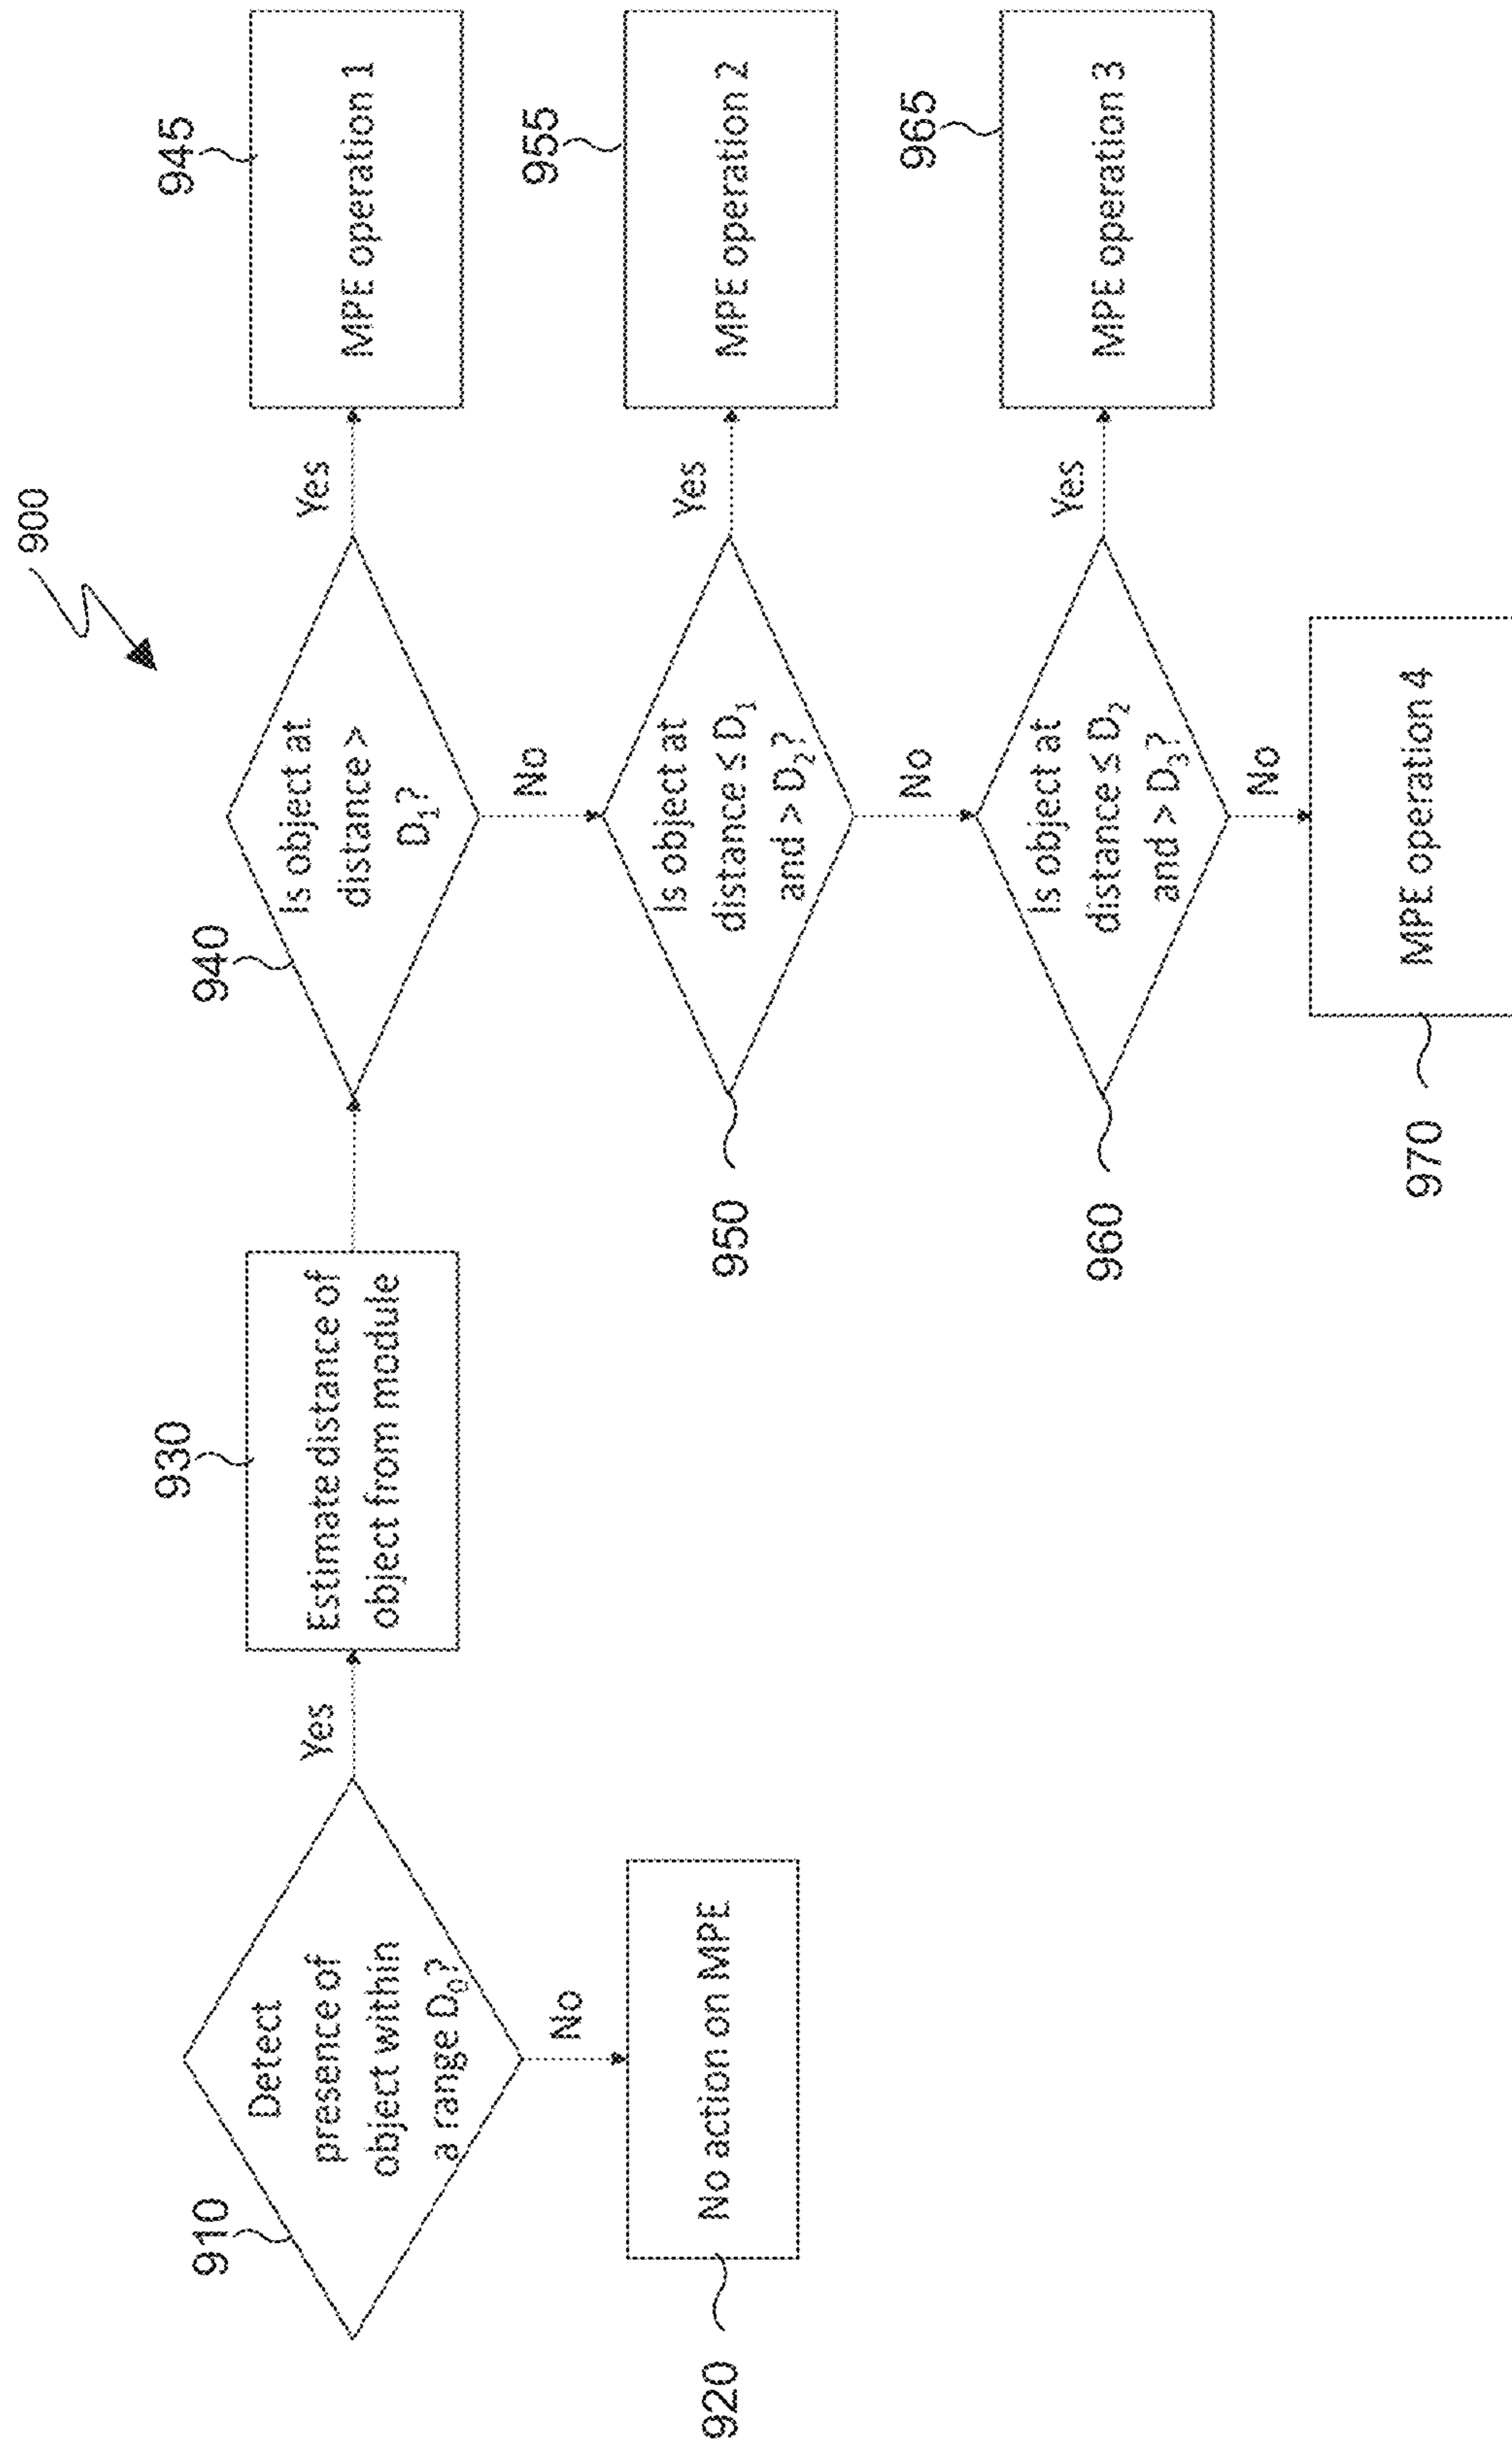 900
910
Detect
presence of
object within
a range D₀?
Yes
No
920
No action on MPE
930
Estimate distance of
object from module
940
Is object at
distance >
D₁?
Yes
945
MPE operation 1
No
950
Is object at
distance ≤ D₁
and > D₂?
Yes
955
MPE operation 2
No
960
Is object at
distance ≤ D₂
and > D₃?
Yes
965
MPE operation 3
No
970
MPE operation 4